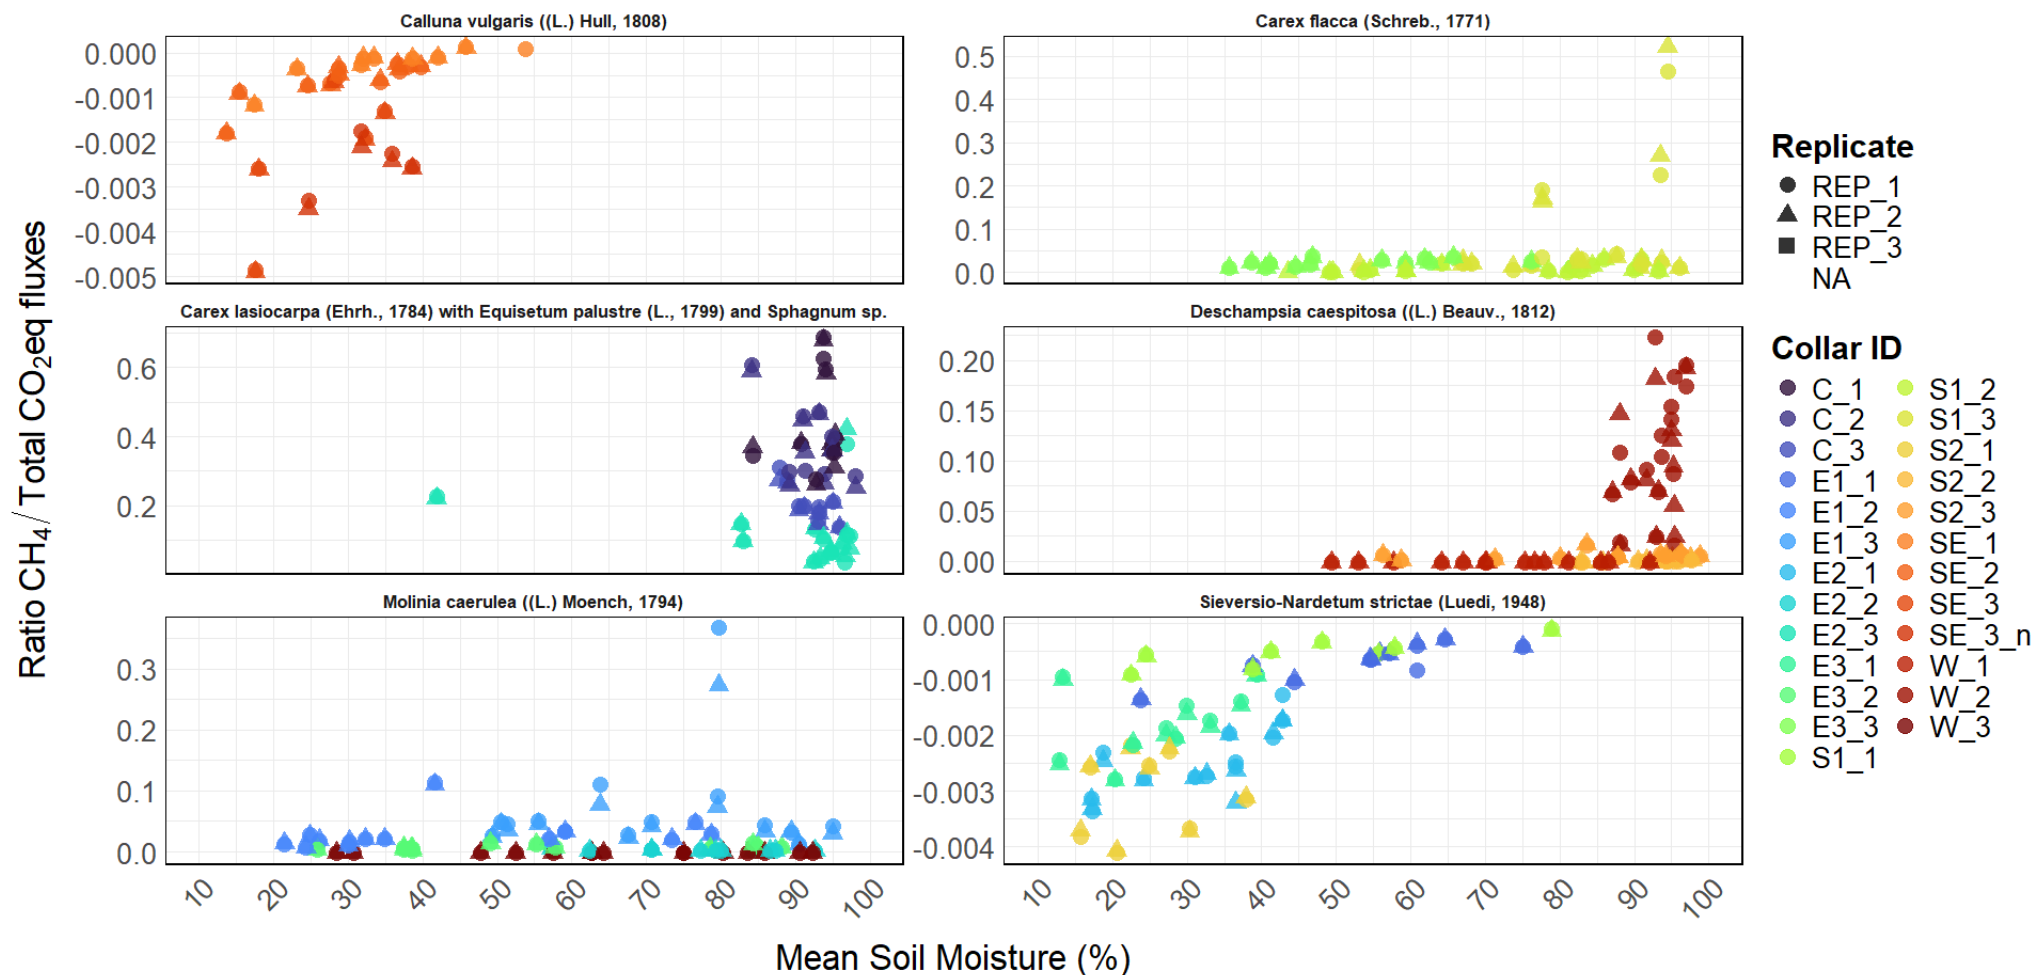 Calluna vulgaris ((L.) Hull, 1808)
Carex flacca (Schreb., 1771)
0.000
-0.001
-0.002
-0.003
-0.004
-0.005
0.5
0.4
0.3
0.2
0.1
0.0
Carex lasiocarpa (Ehrh., 1784) with Equisetum palustre (L., 1799) and Sphagnum sp.
Deschampsia caespitosa ((L.) Beauv., 1812)
0.6
0.4
0.2
0.20
0.15
0.10
0.05
0.00
Molinia caerulea ((L.) Moench, 1794)
Sieversio-Nardetum strictae (Luedi, 1948)
0.3
0.2
0.1
0.0
0.000
-0.001
-0.002
-0.003
-0.004
10 20 30 40 50 60 70 80 90 100
10 20 30 40 50 60 70 80 90 100
Mean Soil Moisture (%)
Ratio CH4/ Total CO2eq fluxes
Replicate
REP_1
REP_2
REP_3
NA
Collar ID
C_1
C_2
C_3
E1_1
E1_2
E1_3
E2_1
E2_2
E2_3
E3_1
E3_2
E3_3
S1_1
S1_2
S1_3
S2_1
S2_2
S2_3
SE_1
SE_2
SE_3
SE_3_n
W_1
W_2
W_3